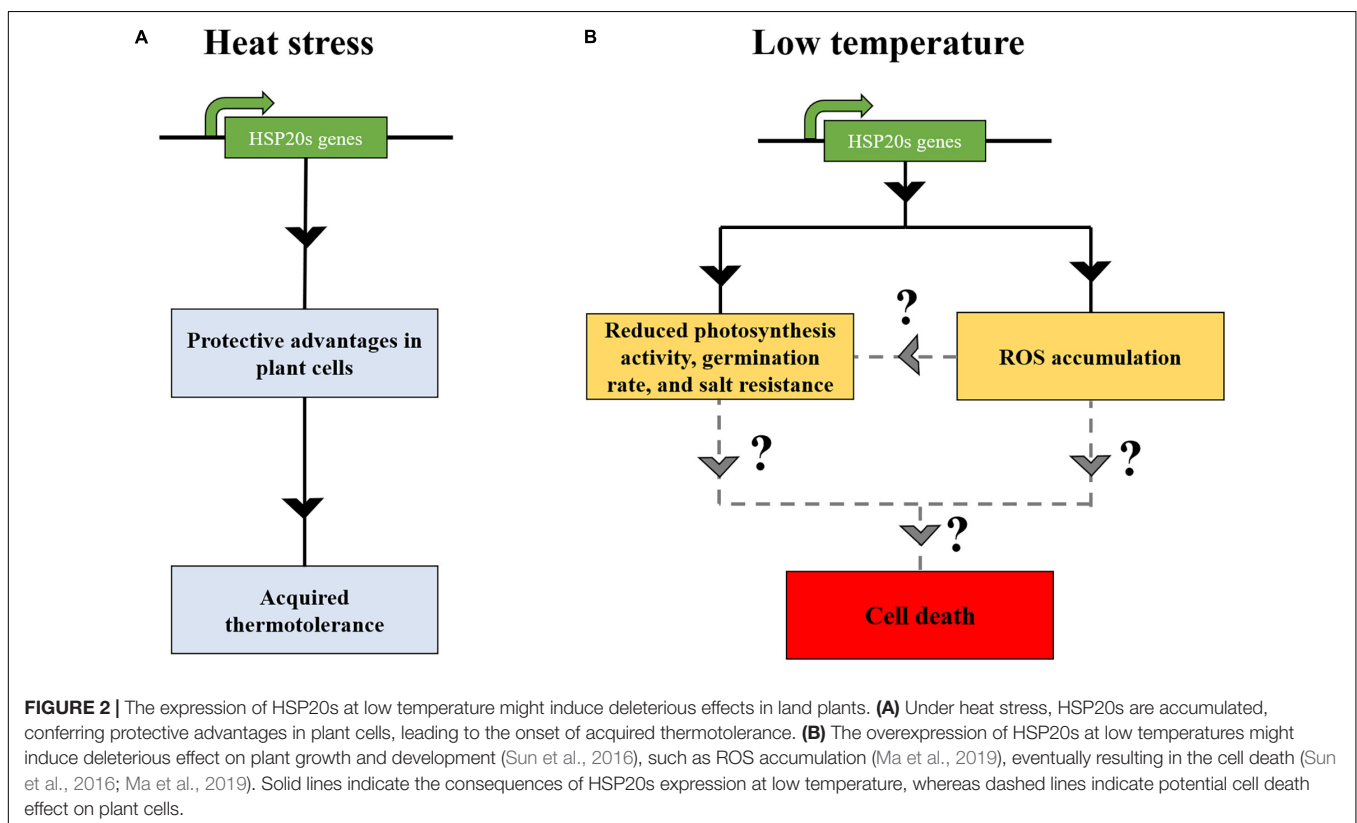 A
Heat stress
HSP20s genes
Protective advantages in
plant cells
Acquired
thermotolerance
B
Low temperature
HSP20s genes
Reduced photosynthesis
activity, germination
rate, and salt resistance
?
ROS accumulation
?
?
?
Cell death
FIGURE 2 | The expression of HSP20s at low temperature might induce deleterious effects in land plants. (A) Under heat stress, HSP20s are accumulated,
conferring protective advantages in plant cells, leading to the onset of acquired thermotolerance. (B) The overexpression of HSP20s at low temperatures might
induce deleterious effect on plant growth and development (Sun et al., 2016), such as ROS accumulation (Ma et al., 2019), eventually resulting in the cell death (Sun
et al., 2016; Ma et al., 2019). Solid lines indicate the consequences of HSP20s expression at low temperature, whereas dashed lines indicate potential cell death
effect on plant cells.